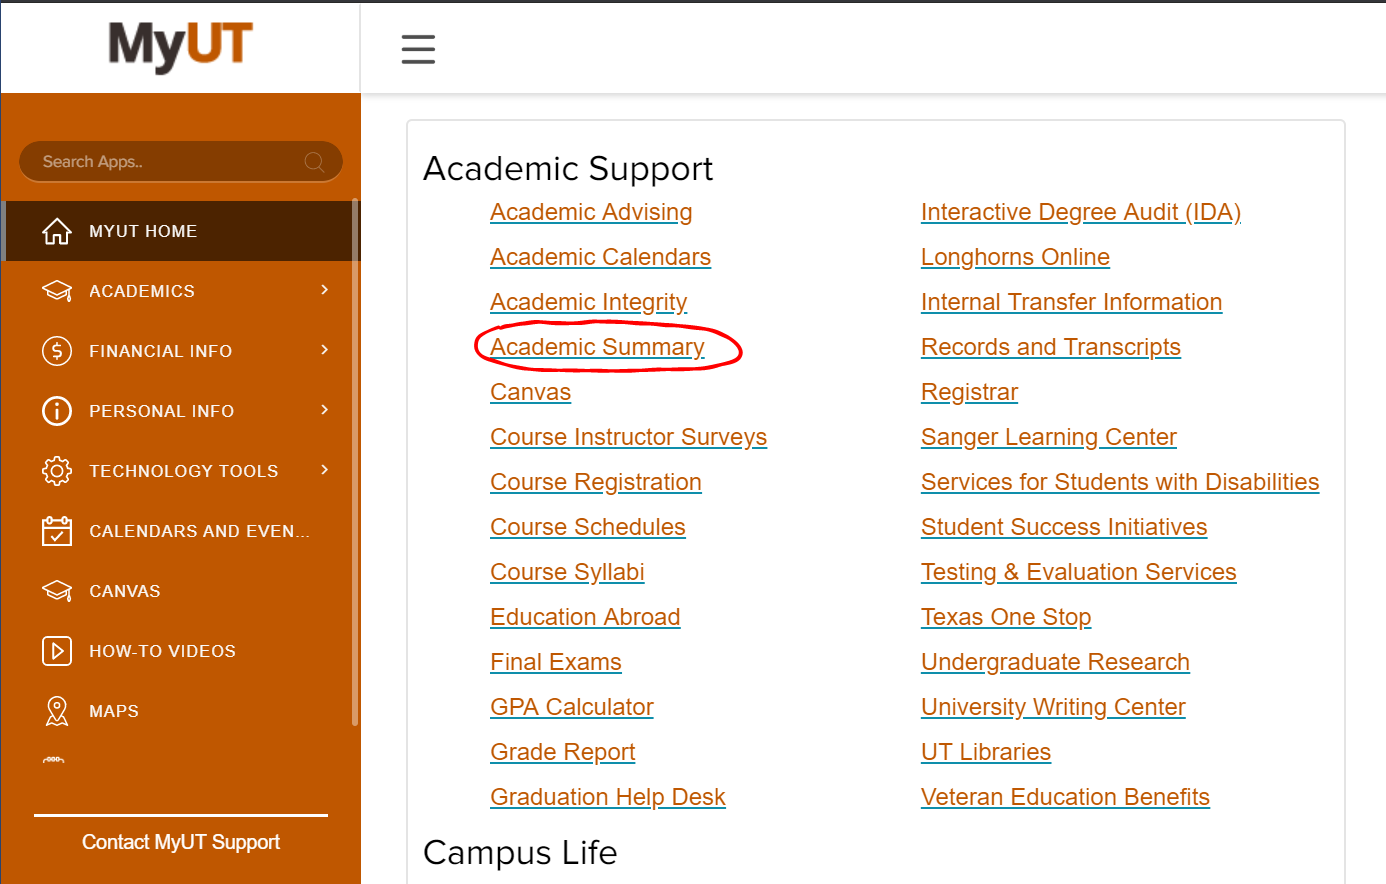 MyUT
Search Apps..
MYUT HOME
ACADEMICS
FINANCIAL INFO
PERSONAL INFO
TECHNOLOGY TOOLS
CALENDARS AND EVEN...
CANVAS
HOW-TO VIDEOS
MAPS
Contact MyUT Support
Academic Support
Academic Advising
Academic Calendars
Academic Integrity
Academic Summary
Canvas
Course Instructor Surveys
Course Registration
Course Schedules
Course Syllabi
Education Abroad
Final Exams
GPA Calculator
Grade Report
Graduation Help Desk
Interactive Degree Audit (IDA)
Longhorns Online
Internal Transfer Information
Records and Transcripts
Registrar
Sanger Learning Center
Services for Students with Disabilities
Student Success Initiatives
Testing & Evaluation Services
Texas One Stop
Undergraduate Research
University Writing Center
UT Libraries
Veteran Education Benefits
Campus Life